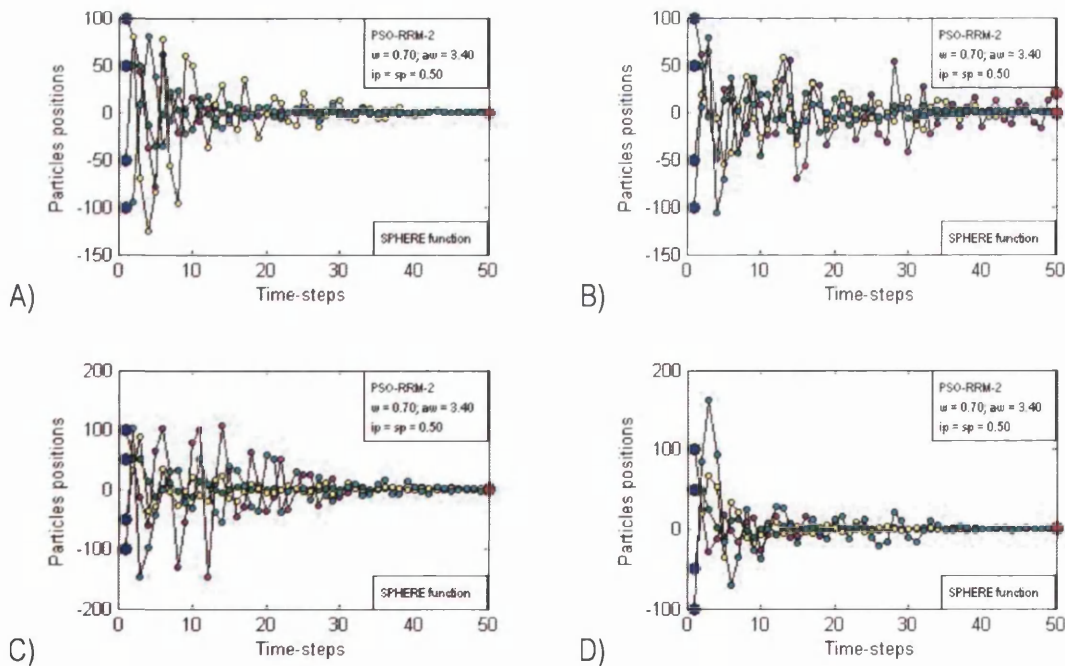 100
50
0
-50
-100
-150
Particles positions
PSO-RRM-2
w = 0.70; aw = 3.40
ip = sp = 0.50
SPHERE function
0 10 20 30 40 50
Time-steps
A)
100
50
0
-50
-100
-150
Particles positions
PSO-RRM-2
w = 0.70; aw = 3.40
ip = sp = 0.50
SPHERE function
0 10 20 30 40 50
Time-steps
B)
200
100
0
-100
-200
Particles positions
PSO-RRM-2
w = 0.70; aw = 3.40
ip = sp = 0.50
SPHERE function
0 10 20 30 40 50
Time-steps
C)
200
100
0
-100
Particles positions
PSO-RRM-2
w = 0.70; aw = 3.40
ip = sp = 0.50
SPHERE function
0 10 20 30 40 50
Time-steps
D)